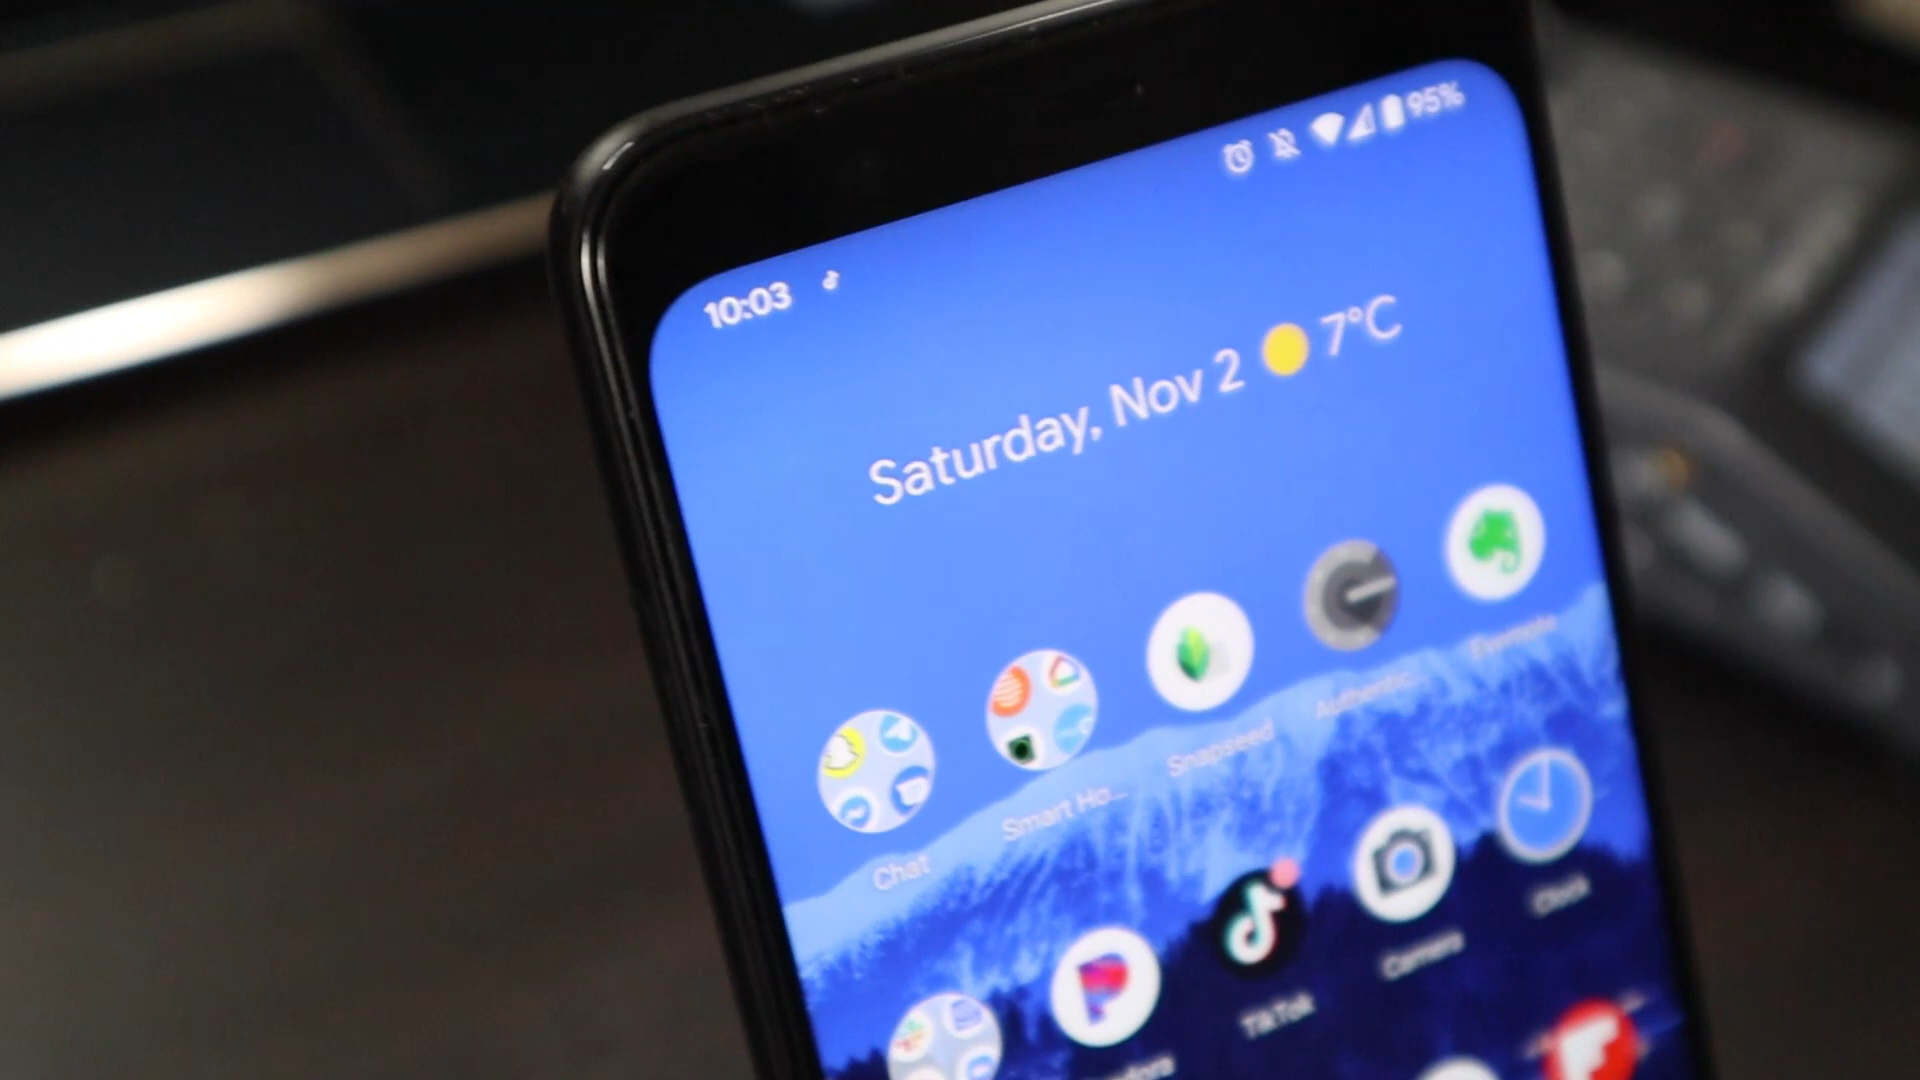 10:03 95%
Saturday, Nov 2 7°C
Chat Smart Ho... Snapseed Authentic... Evernote
TikTok Camera Clock